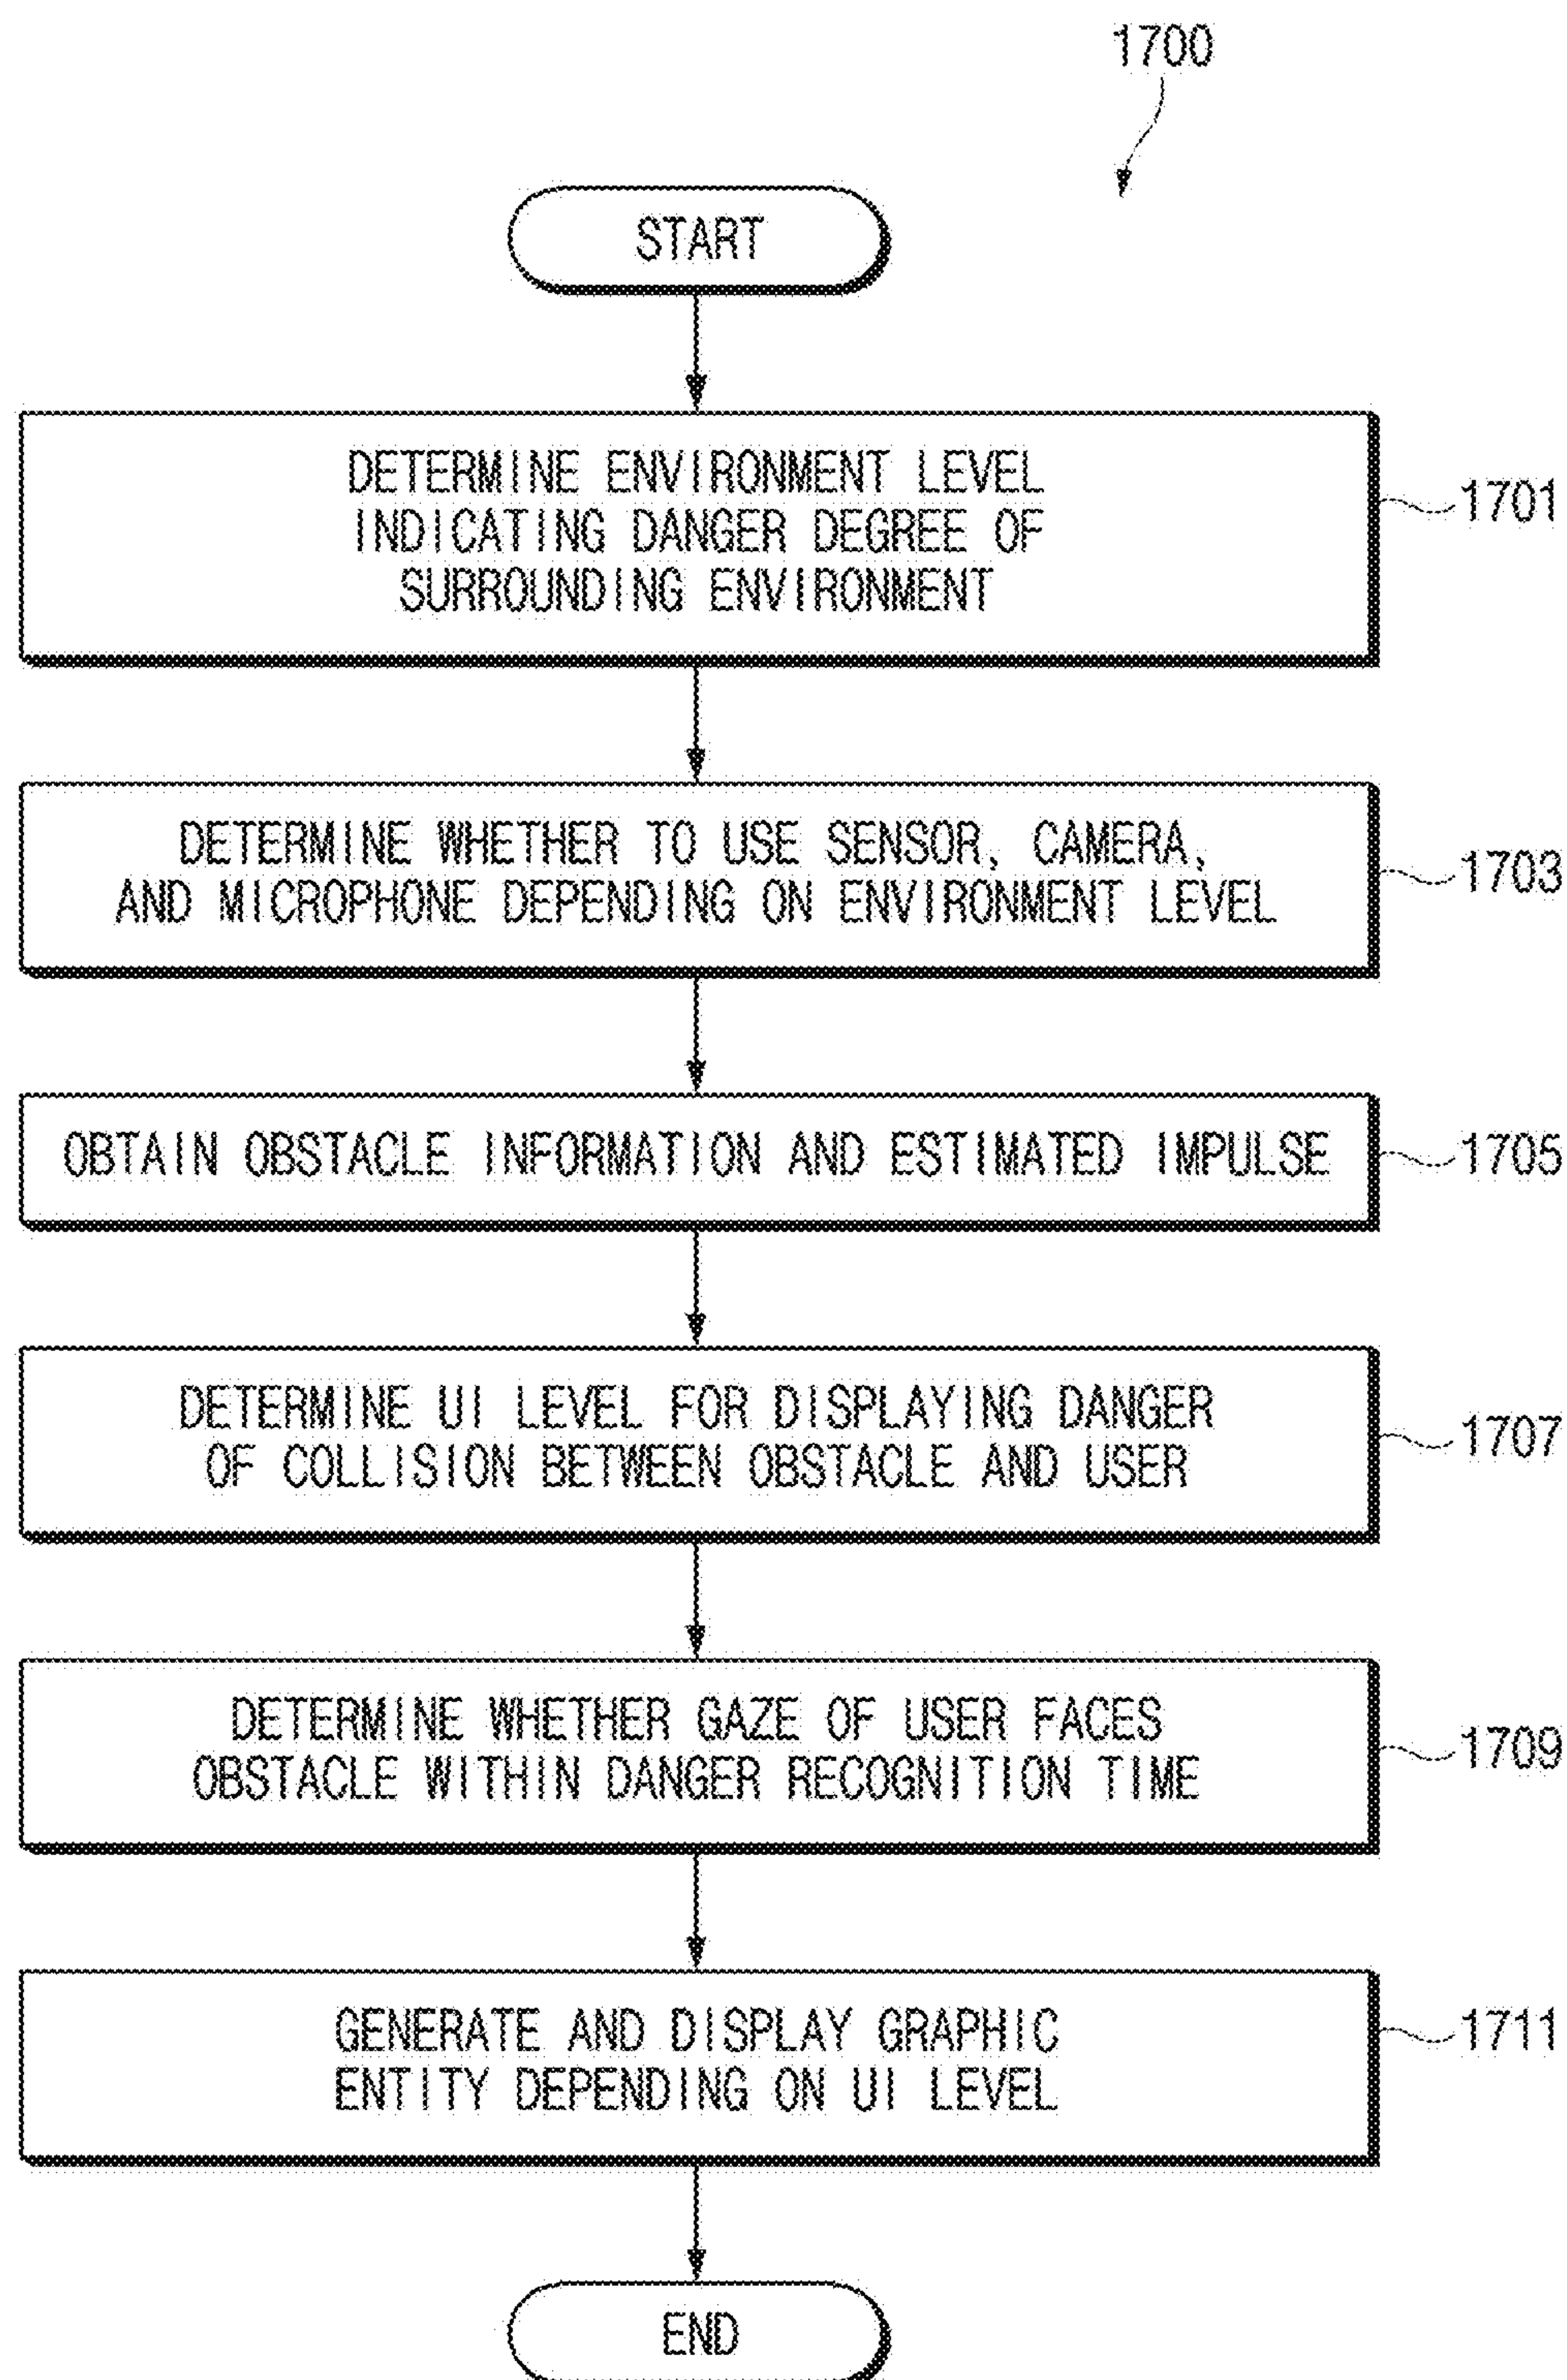 1700
START
DETERMINE ENVIRONMENT LEVEL
INDICATING DANGER DEGREE OF
SURROUNDING ENVIRONMENT
1701
DETERMINE WHETHER TO USE SENSOR, CAMERA,
AND MICROPHONE DEPENDING ON ENVIRONMENT LEVEL
1703
OBTAIN OBSTACLE INFORMATION AND ESTIMATED IMPULSE
1705
DETERMINE UI LEVEL FOR DISPLAYING DANGER
OF COLLISION BETWEEN OBSTACLE AND USER
1707
DETERMINE WHETHER GAZE OF USER FACES
OBSTACLE WITHIN DANGER RECOGNITION TIME
1709
GENERATE AND DISPLAY GRAPHIC
ENTITY DEPENDING ON UI LEVEL
1711
END